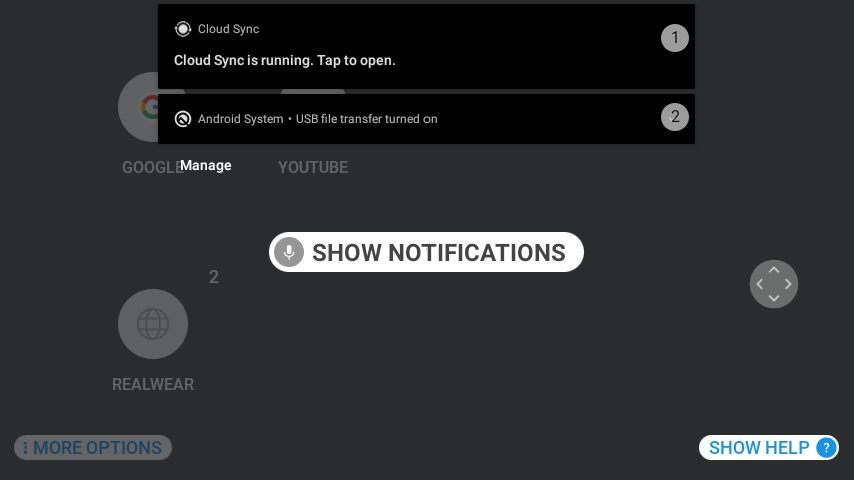 Cloud Sync
1
Cloud Sync is running. Tap to open.
Android System • USB file transfer turned on
2
Manage
GOOGLE
YOUTUBE
SHOW NOTIFICATIONS
2
REALWEAR
MORE OPTIONS
SHOW HELP ?